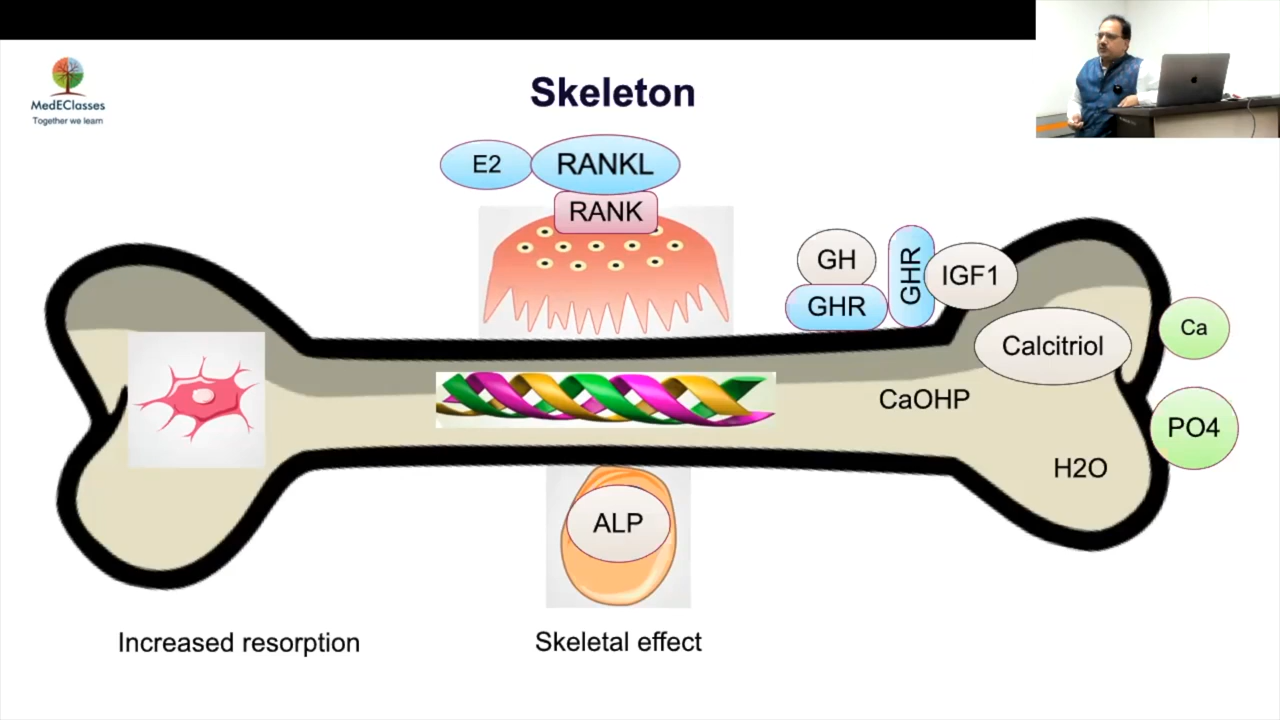 MedEClasses
Together we learn
Skeleton
E2
RANKL
RANK
GH
GHR
GHR
IGF1
Calcitriol
Ca
CaOHP
PO4
H2O
ALP
Increased resorption
Skeletal effect